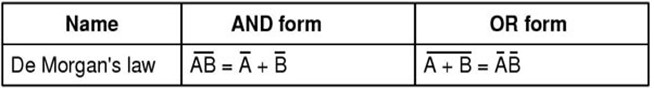 Name AND form OR form
De Morgan's law A̅B̅ = A̅ + B̅ A̅ ̅+̅ ̅B̅ = A̅B̅